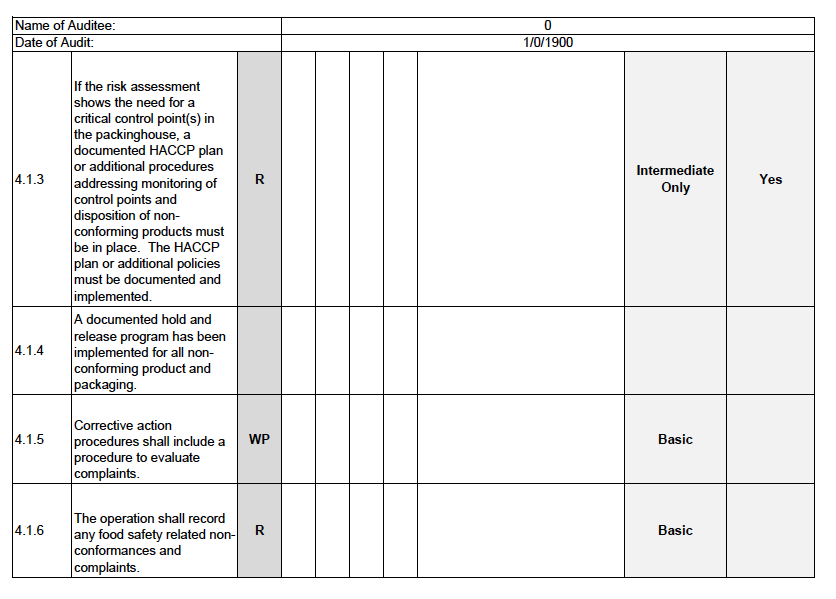 Name of Auditee: 0
Date of Audit: 1/0/1900
4.1.3
If the risk assessment
shows the need for a
critical control point(s) in
the packinghouse, a
documented HACCP plan
or additional procedures
addressing monitoring of
control points and
disposition of non-
conforming products must
be in place.  The HACCP
plan or additional policies
must be documented and
implemented.
R
Intermediate
Only
Yes
4.1.4
A documented hold and
release program has been
implemented for all non-
conforming product and
packaging.
4.1.5
Corrective action
procedures shall include a
procedure to evaluate
complaints.
WP
Basic
4.1.6
The operation shall record
any food safety related non-
conformances and
complaints.
R
Basic